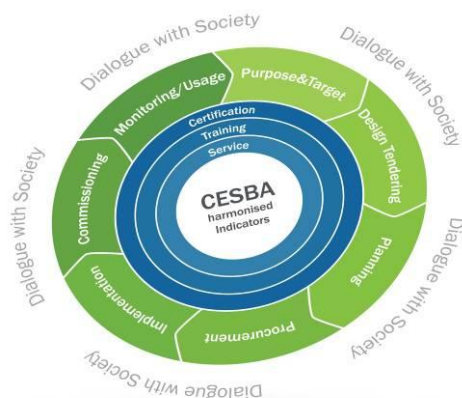 Dialogue with Society
Dialogue with Society
Dialogue with Society
Dialogue with Society
Dialogue with Society
Monitoring/Usage
Purpose&Target
Design Tendering
Planning
Procurement
Implementation
Commissioning
Certification
Training
Service
CESBA
harmonised
Indicators